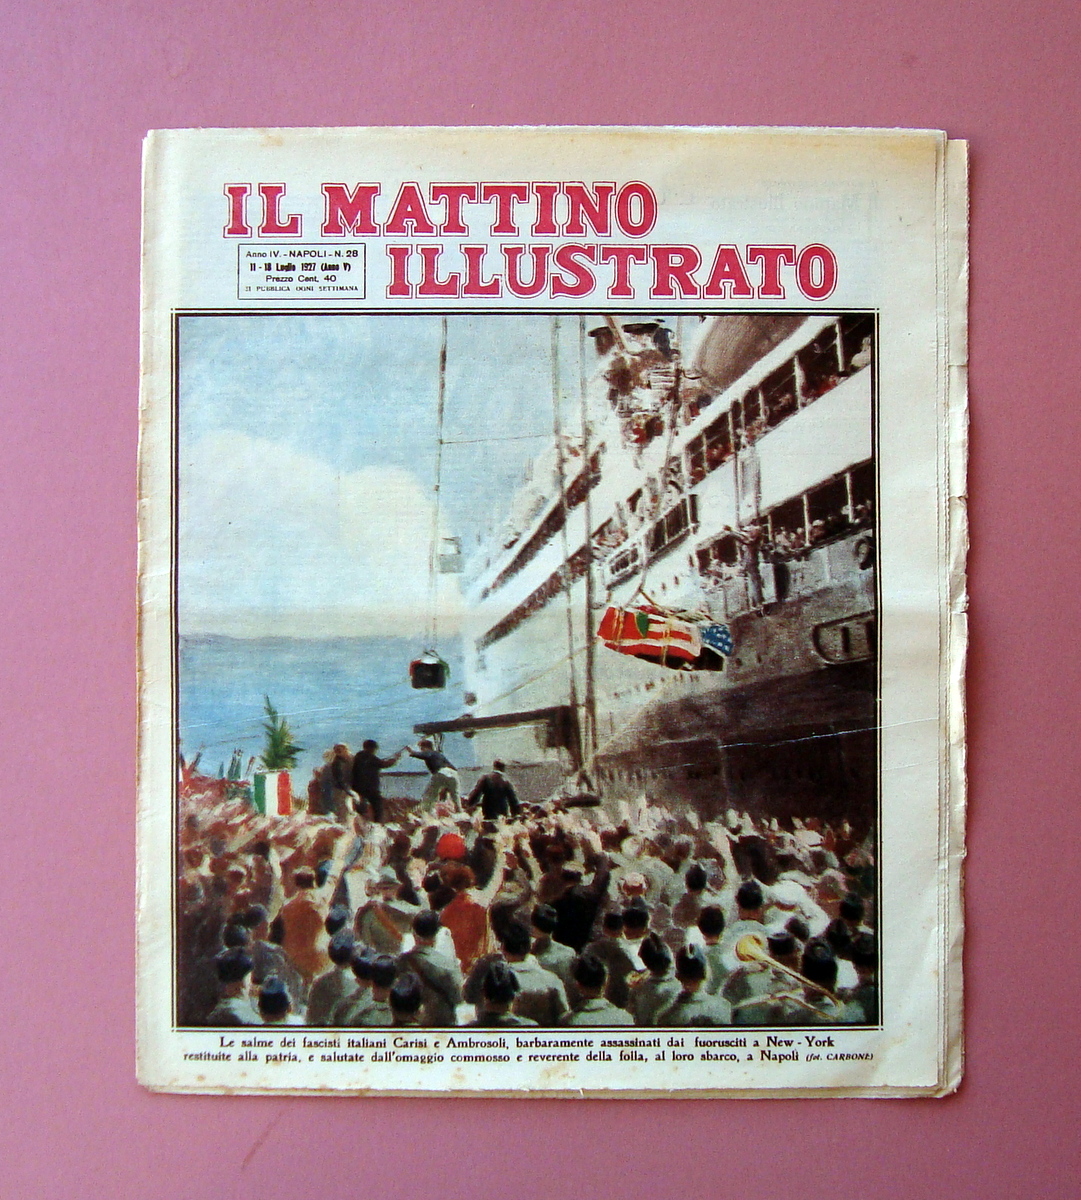 IL MATTINO
ILLUSTRATO
Anno IV. - NAPOLI - N. 28
11 - 18 Luglio 1927 (Anno V)
Prezzo Cent. 40
SI PUBBLICA OGNI SETTIMANA
Le salme dei fascisti italiani Carisi e Ambrosoli, barbaramente assassinati dai fuorusciti a New - York
restituite alla patria, e salutate dall'omaggio commosso e reverente della folla, al loro sbarco, a Napoli (fot. CARBONE)